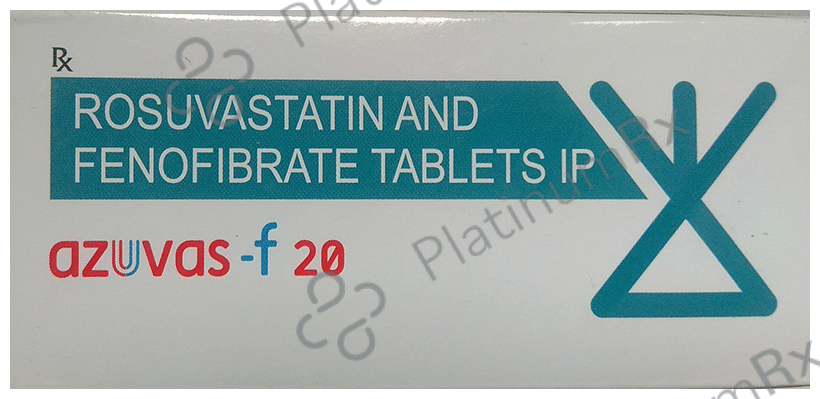 PlatinumRx
Rx
ROSUVASTATIN AND
FENOFIBRATE TABLETS IP
PlatinumRx
azuvas-f 20